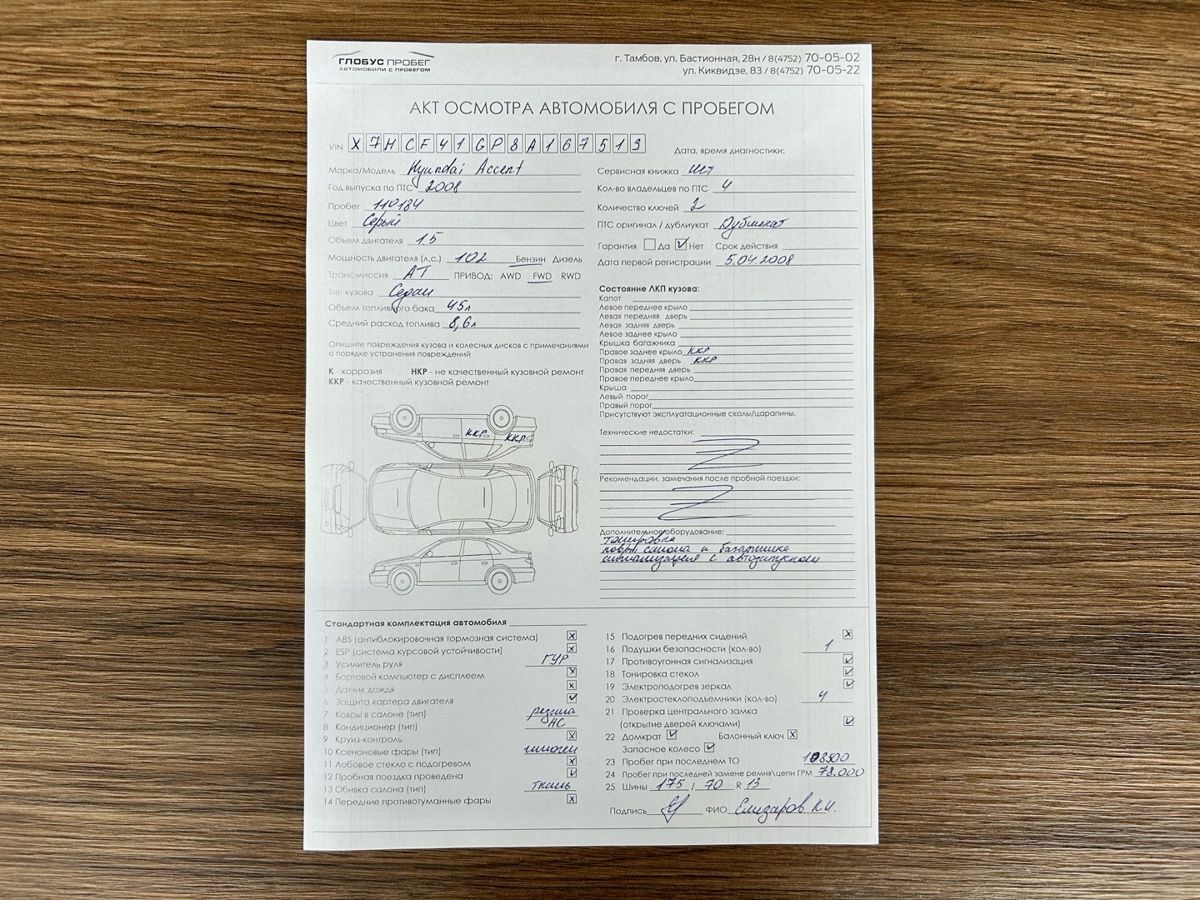 ГЛОБУС ПРОБЕГ
АВТОМОБИЛИ С ПРОБЕГОМ
г. Тамбов, ул. Бастионная, 28н / 8(4752) 70-05-02
ул. Киквидзе, 83 / 8(4752) 70-05-22
АКТ ОСМОТРА АВТОМОБИЛЯ С ПРОБЕГОМ
VIN X7HCF41GP8A167519
Дата, время диагностики:
Марка/Модель Hyundai Accent
Год выпуска по ПТС 2008
Пробег 110134
Цвет Серый
Объем двигателя 1.5
Мощность двигателя (л.с.) 102 Бензин Дизель
Трансмиссия АТ ПРИВОД: AWD FWD RWD
Тип кузова Седан
Объем топливного бака 45л
Средний расход топлива 8,6л
Опишите повреждения кузова и колесных дисков с примечаниями
о порядке устранения повреждений
К - коррозия НКР - не качественный кузовной ремонт
ККР - качественный кузовной ремонт
ККР ККР
Сервисная книжка
Кол-во владельцев по ПТС 4
Количество ключей 2
ПТС оригинал / дубликат Дубликат
Гарантия Да Нет Срок действия
Дата первой регистрации 5.04 2008
Состояние ЛКП кузова:
Капот
Левое переднее крыло
Левая передняя дверь
Левая задняя дверь
Левое заднее крыло
Крышка багажника
Правое заднее крыло ККР
Правая задняя дверь ККР
Правая передняя дверь
Правое переднее крыло
Крыша
Левый порог
Правый порог
Присутствуют эксплуатационные сколы/царапины.
Технические недостатки:
Рекомендации, замечания после пробной поездки:
Дополнительное оборудование:
тонировка
ковры салона и багажника
сигнализация с автозапуском
Стандартная комплектация автомобиля
1 ABS (антиблокировочная тормозная система) x
2 ESP (система курсовой устойчивости) x
3 Усилитель руля ГУР
4 Бортовой компьютер с дисплеем x
5 Датчик дождя x
6 Защита картера двигателя
7 Ковры в салоне (тип) резина
8 Кондиционер (тип) АС
9 Круиз-контроль x
10 Ксеноновые фары (тип) галоген
11 Лобовое стекло с подогревом x
12 Пробная поездка проведена
13 Обивка салона (тип) ткань
14 Передние противотуманные фары x
15 Подогрев передних сидений x
16 Подушки безопасности (кол-во) 1
17 Противоугонная сигнализация
18 Тонировка стекол
19 Электроподогрев зеркал
20 Электростеклоподъемники (кол-во) 4
21 Проверка центрального замка
(открытие дверей ключами)
22 Домкрат Балонный ключ x
Запасное колесо
23 Пробег при последнем ТО 108500
24 Пробег при последней замене ремня\цепи ГРМ 78.000
25 Шины 175 / 70 R 13
Подпись ФИО Елизаров К.И.